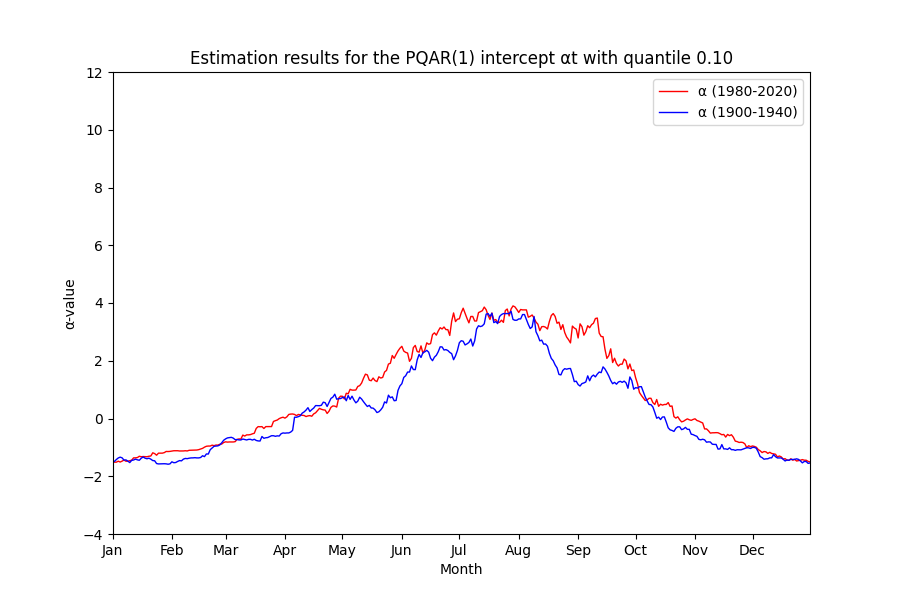 Estimation results for the PQAR(1) intercept αt with quantile 0.10
α (1980-2020)
α (1900-1940)
12
10
8
6
4
2
0
−2
−4
α-value
Jan Feb Mar Apr May Jun Jul Aug Sep Oct Nov Dec
Month